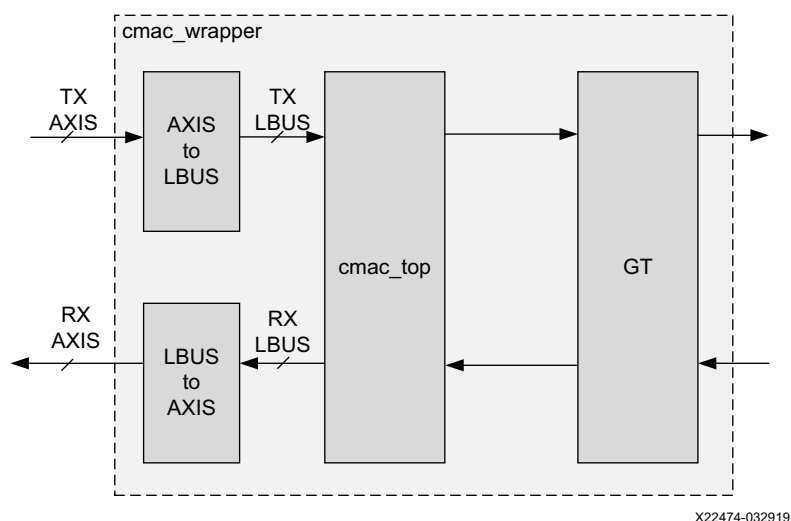 cmac_wrapper
TX
AXIS
AXIS
to
LBUS
TX
LBUS
cmac_top
GT
RX
AXIS
LBUS
to
AXIS
RX
LBUS
X22474-032919